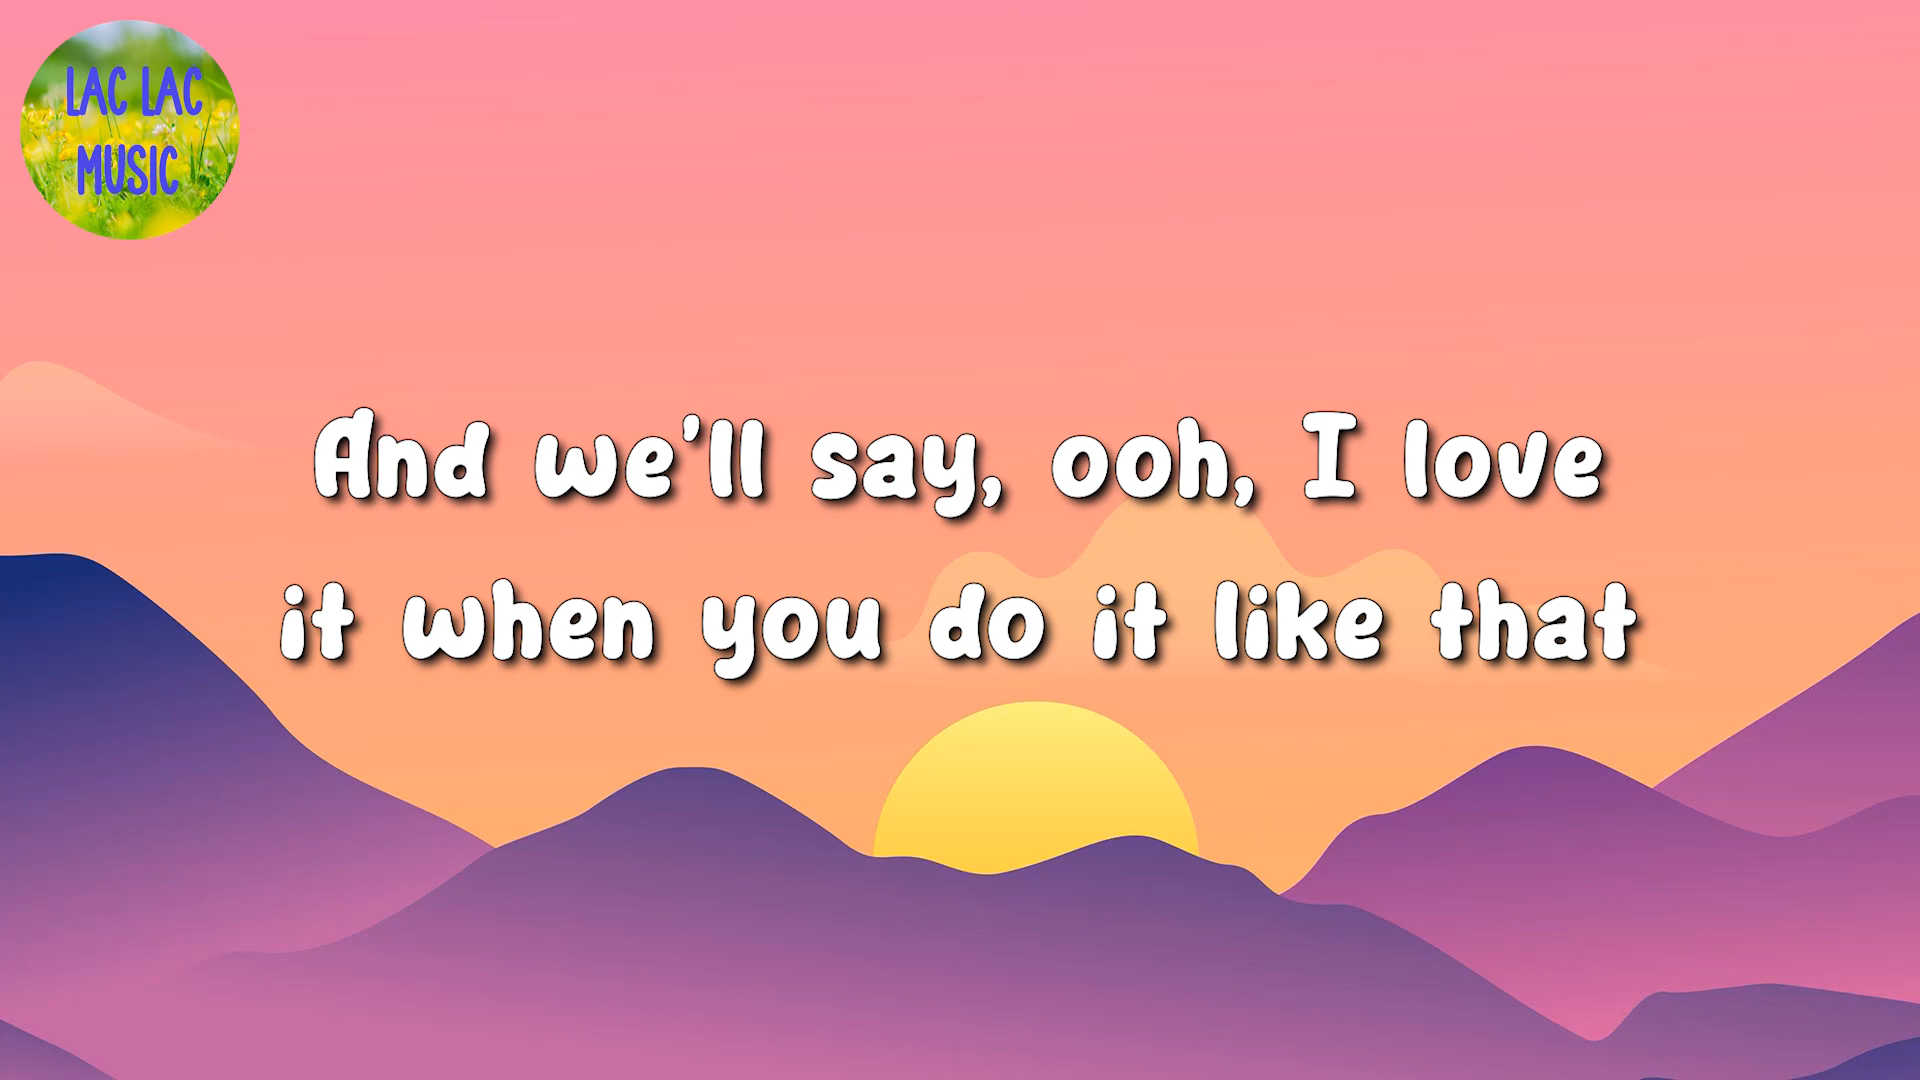 LAC LAC
MUSIC
And we'll say, ooh, I love
it when you do it like that